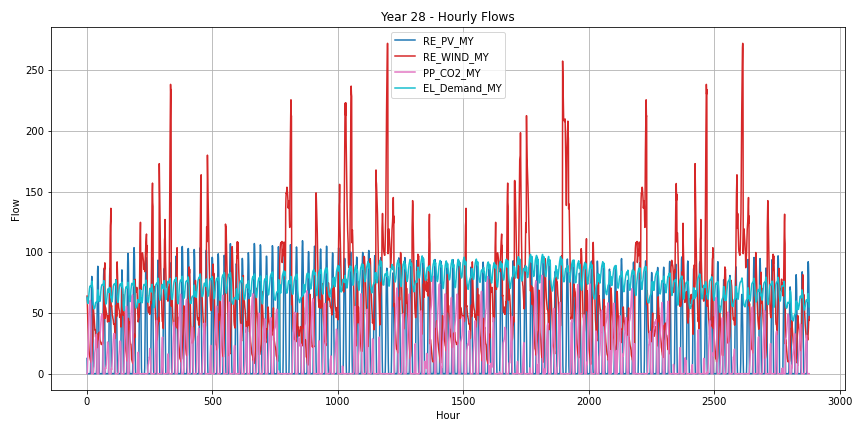 Year 28 - Hourly Flows
RE_PV_MY
RE_WIND_MY
PP_CO2_MY
EL_Demand_MY
250
200
150
100
50
0
Flow
0 500 1000 1500 2000 2500 3000
Hour